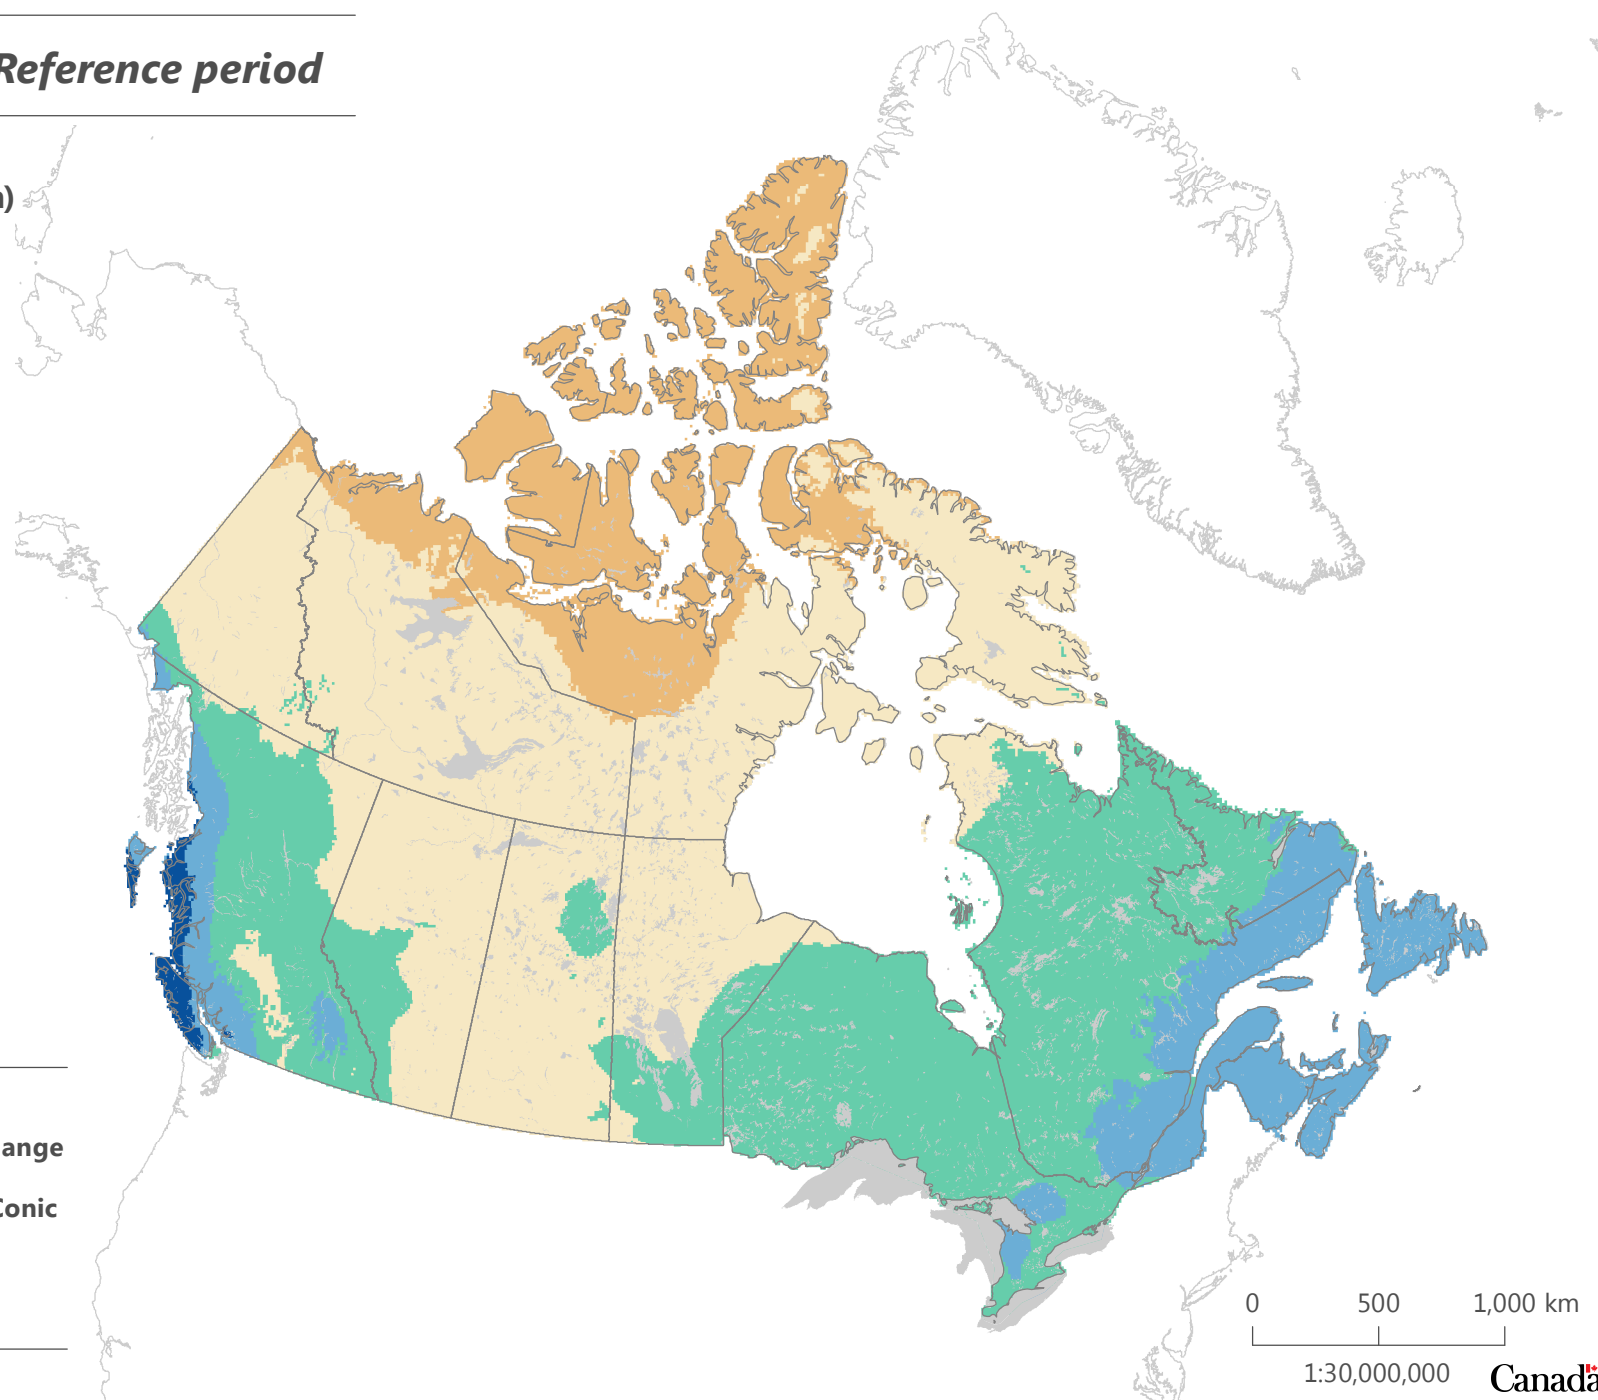 Reference period
)
ange
Conic
0 500 1,000 km
1:30,000,000
Canada